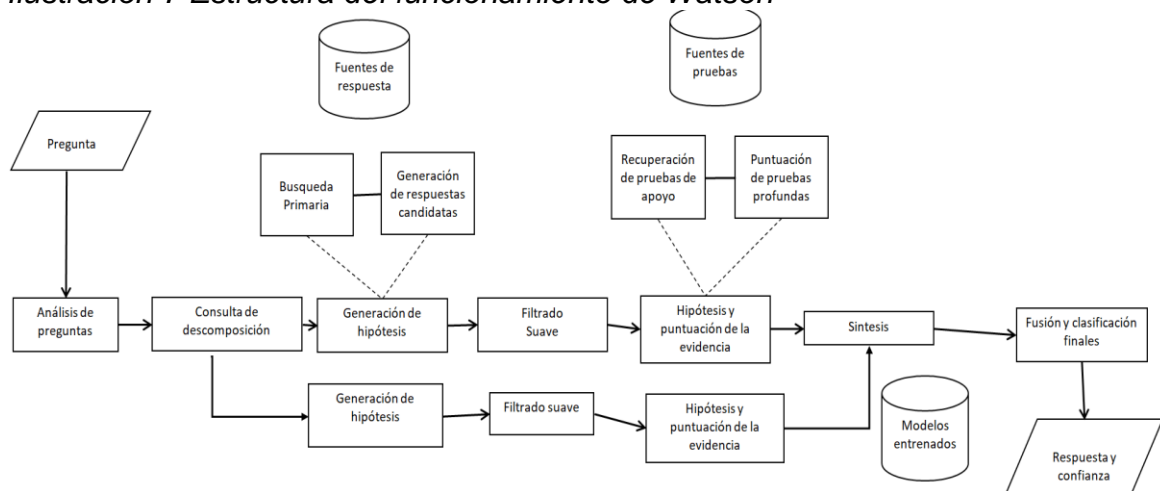 Ilustración 7 Estructura del funcionamiento de Watson
Fuentes de
respuesta
Fuentes de
pruebas
Pregunta
Busqueda
Primaria
Generación
de respuestas
candidatas
Recuperación
de pruebas de
apoyo
Puntuación
de pruebas
profundas
Análisis de
preguntas
Consulta de
descomposición
Generación de
hipótesis
Filtrado
Suave
Hipótesis y
puntuación de la
evidencia
Sintesis
Fusión y clasificación
finales
Generación de
hipótesis
Filtrado suave
Hipótesis y
puntuación de la
evidencia
Modelos
entrenados
Respuesta y
confianza